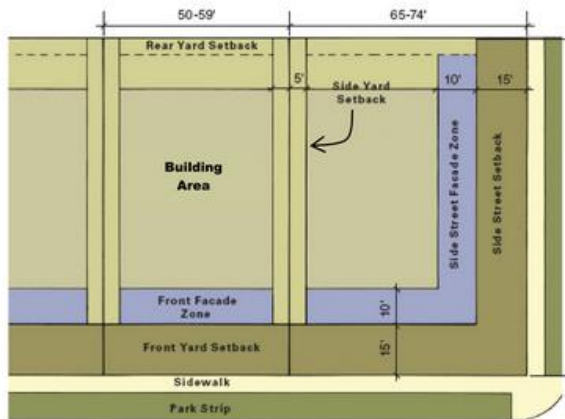 50-59'
65-74'
Rear Yard Setback
5'
Side Yard
Setback
10'
15'
Building
Area
Side Street Facade Zone
Side Street Setback
Front Facade
Zone
10'
Front Yard Setback
15'
Sidewalk
Park Strip